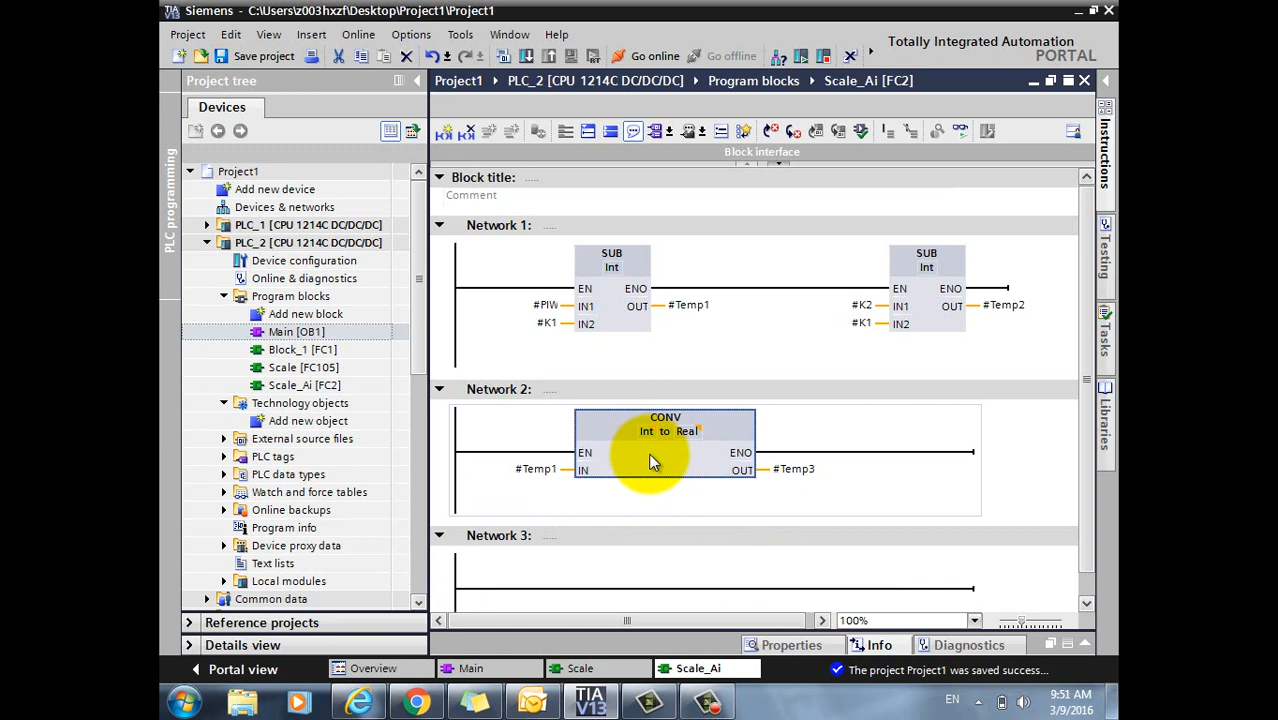 TIA V13 Siemens - C:\Users\z003hxzf\Desktop\Project1\Project1
Project Edit View Insert Online Options Tools Window Help
Totally Integrated Automation
PORTAL
Save project Go online Go offline
Project tree
Project1 PLC_2 [CPU 1214C DC/DC/DC] Program blocks Scale_Ai [FC2]
Devices
PLC programming
Project1
Add new device
Devices & networks
PLC_1 [CPU 1214C DC/DC/DC]
PLC_2 [CPU 1214C DC/DC/DC]
Device configuration
Online & diagnostics
Program blocks
Add new block
Main [OB1]
Block_1 [FC1]
Scale [FC105]
Scale_Ai [FC2]
Technology objects
Add new object
External source files
PLC tags
PLC data types
Watch and force tables
Online backups
Program info
Device proxy data
Text lists
Local modules
Common data
Reference projects
Details view
Block interface
Block title: .....
Comment
Network 1: .....
SUB
Int
EN ENO
#PIW IN1 OUT #Temp1
#K1 IN2
SUB
Int
EN ENO
#K2 IN1 OUT #Temp2
#K1 IN2
Network 2: .....
CONV
Int to Real
EN ENO
#Temp1 IN OUT #Temp3
Network 3: .....
100%
Instructions
Testing
Tasks
Libraries
Properties Info Diagnostics
Portal view Overview Main Scale Scale_Ai The project Project1 was saved success...
TIA V13
EN
9:51 AM
3/9/2016